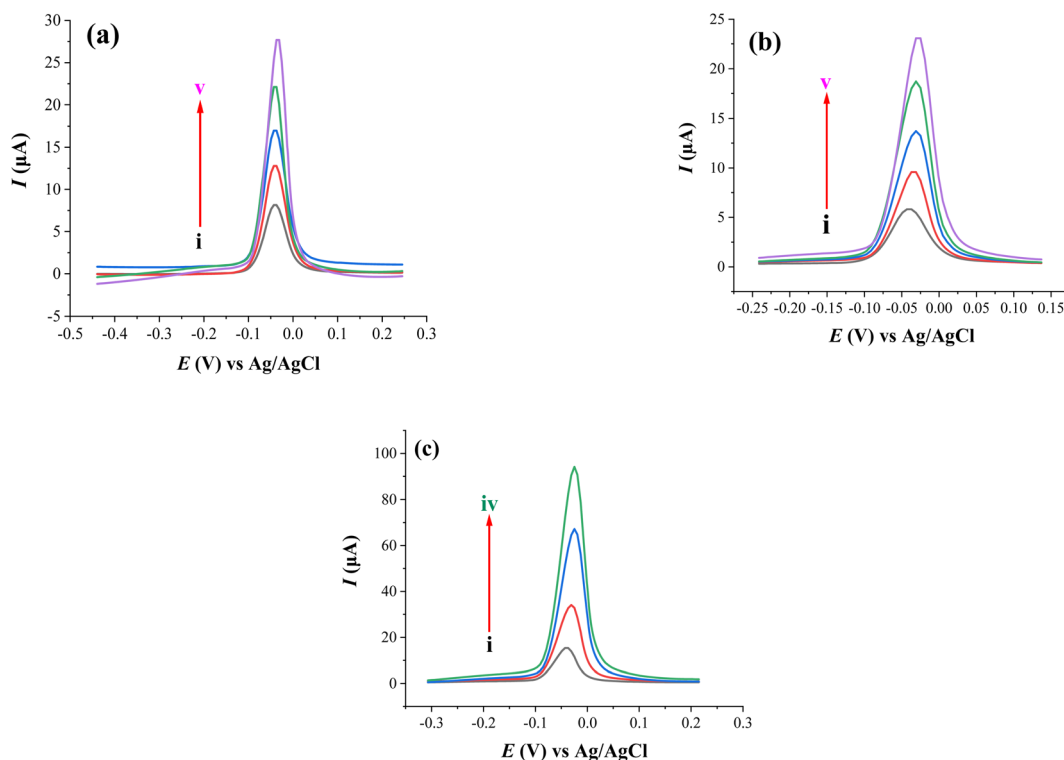 (a)
30
25
20
15
10
5
0
-5
I (µA)
v
i
-0.5 -0.4 -0.3 -0.2 -0.1 0.0 0.1 0.2 0.3
E (V) vs Ag/AgCl
(b)
25
20
15
10
5
0
I (µA)
v
i
-0.25 -0.20 -0.15 -0.10 -0.05 0.00 0.05 0.10 0.15
E (V) vs Ag/AgCl
(c)
100
80
60
40
20
0
I (µA)
iv
i
-0.3 -0.2 -0.1 0.0 0.1 0.2 0.3
E (V) vs Ag/AgCl